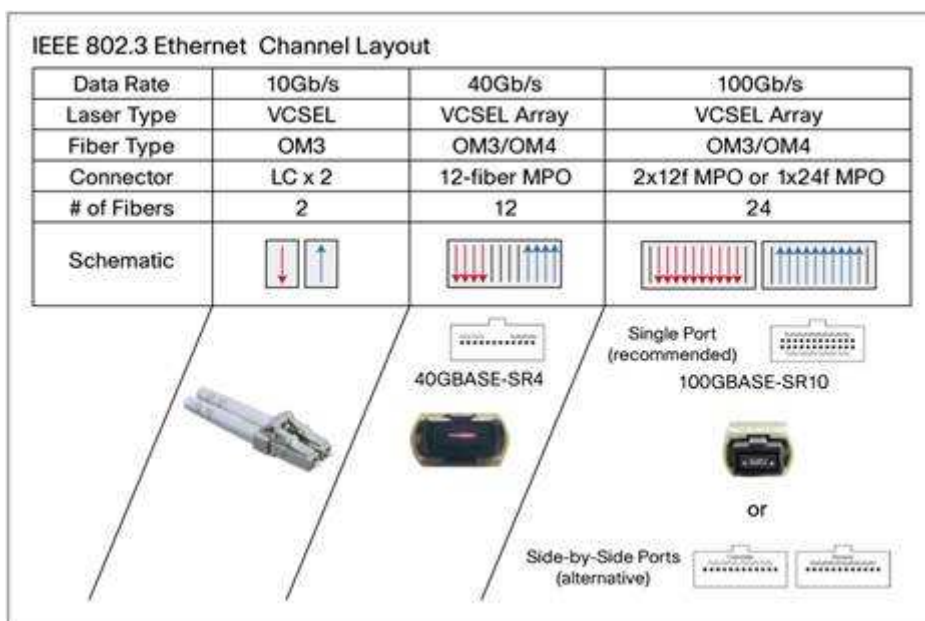 IEEE 802.3 Ethernet Channel Layout
Data Rate 10Gb/s 40Gb/s 100Gb/s
Laser Type VCSEL VCSEL Array VCSEL Array
Fiber Type OM3 OM3/OM4 OM3/OM4
Connector LC x 2 12-fiber MPO 2x12f MPO or 1x24f MPO
# of Fibers 2 12 24
Schematic
Single Port
(recommended)
40GBASE-SR4
100GBASE-SR10
or
Side-by-Side Ports
(alternative)